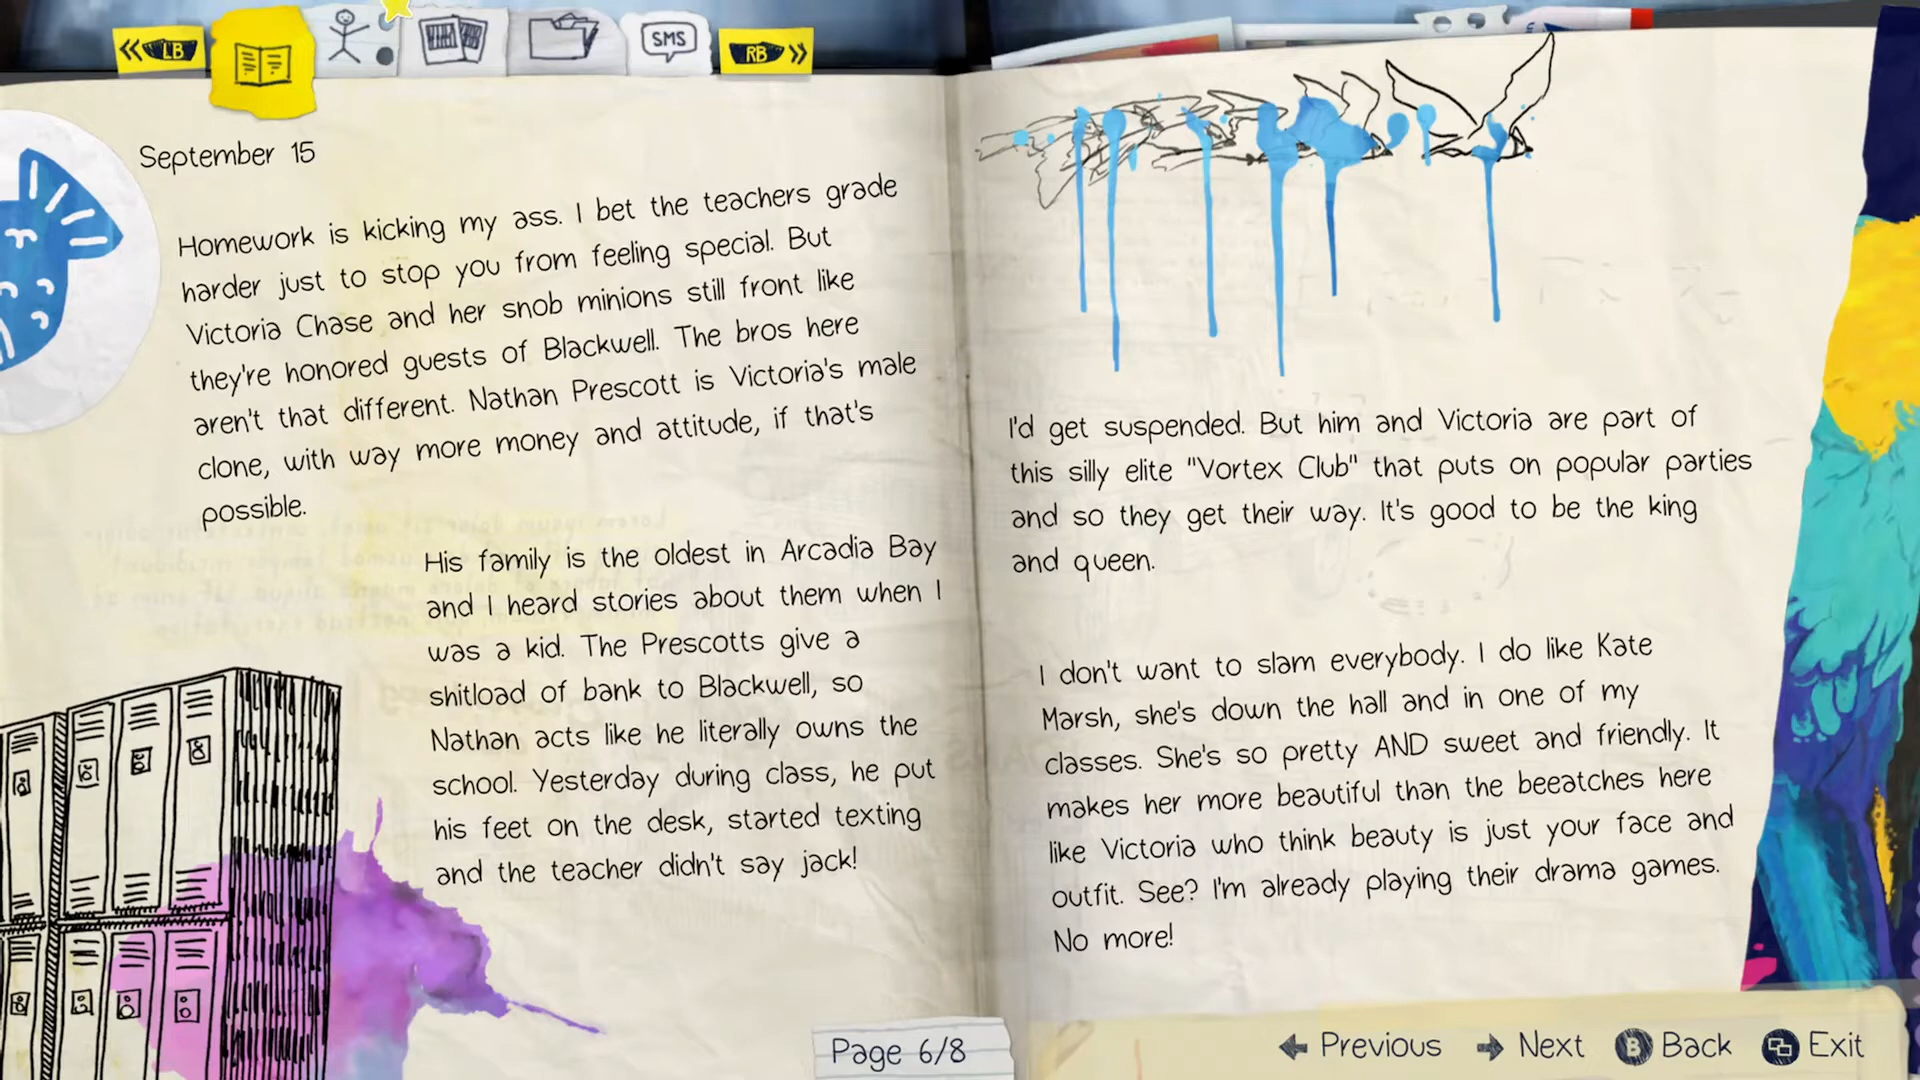 LB
SMS
RB
September 15
Homework is kicking my ass. I bet the teachers grade
harder just to stop you from feeling special. But
Victoria Chase and her snob minions still front like
they're honored guests of Blackwell. The bros here
aren't that different. Nathan Prescott is Victoria's male
clone, with way more money and attitude, if that's
possible.
His family is the oldest in Arcadia Bay
and I heard stories about them when I
was a kid. The Prescotts give a
shitload of bank to Blackwell, so
Nathan acts like he literally owns the
school. Yesterday during class, he put
his feet on the desk, started texting
and the teacher didn't say jack!
I'd get suspended. But him and Victoria are part of
this silly elite "Vortex Club" that puts on popular parties
and so they get their way. It's good to be the king
and queen.
I don't want to slam everybody. I do like Kate
Marsh, she's down the hall and in one of my
classes. She's so pretty AND sweet and friendly. It
makes her more beautiful than the beeatches here
like Victoria who think beauty is just your face and
outfit. See? I'm already playing their drama games.
No more!
Page 6/8
Previous
Next
B Back
Exit